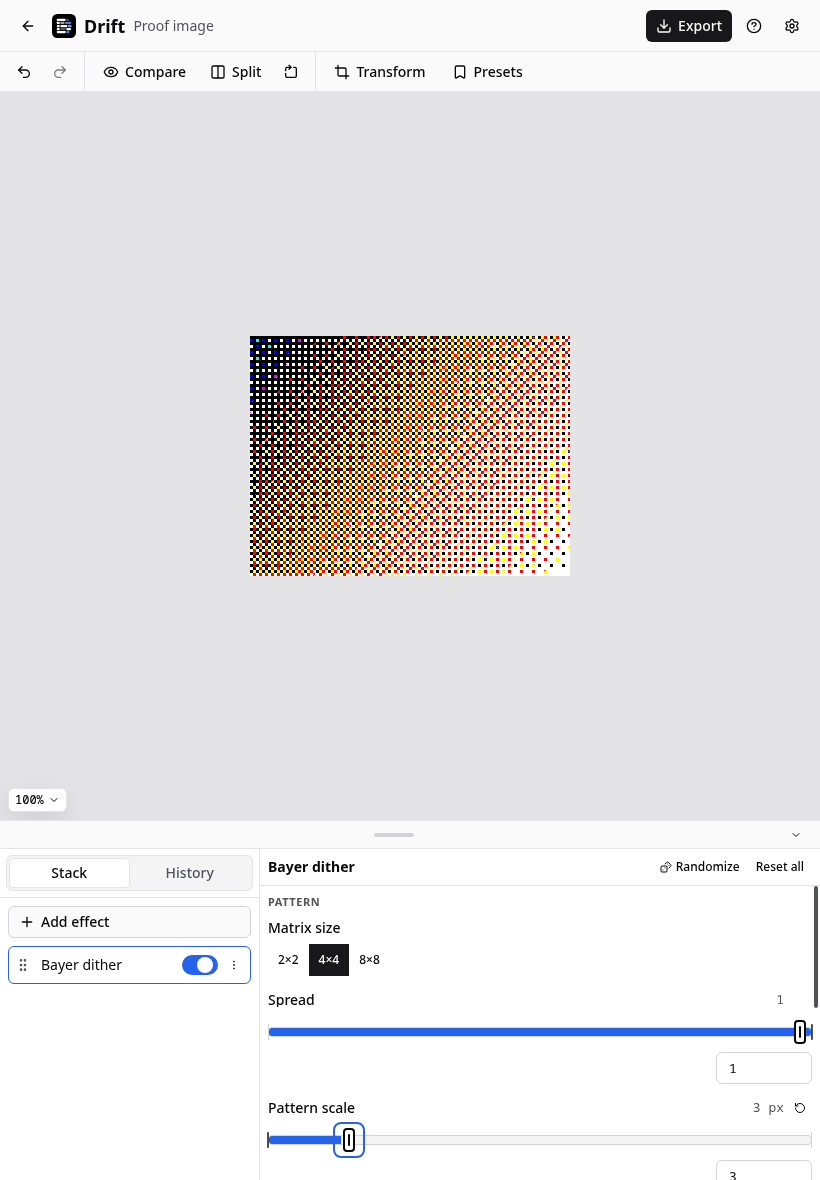 Drift Proof image
Export
Compare Split Transform Presets
100%
Stack History
Add effect
Bayer dither
Bayer dither
Randomize Reset all
PATTERN
Matrix size
2×2 4×4 8×8
Spread 1
1
Pattern scale 3 px
3